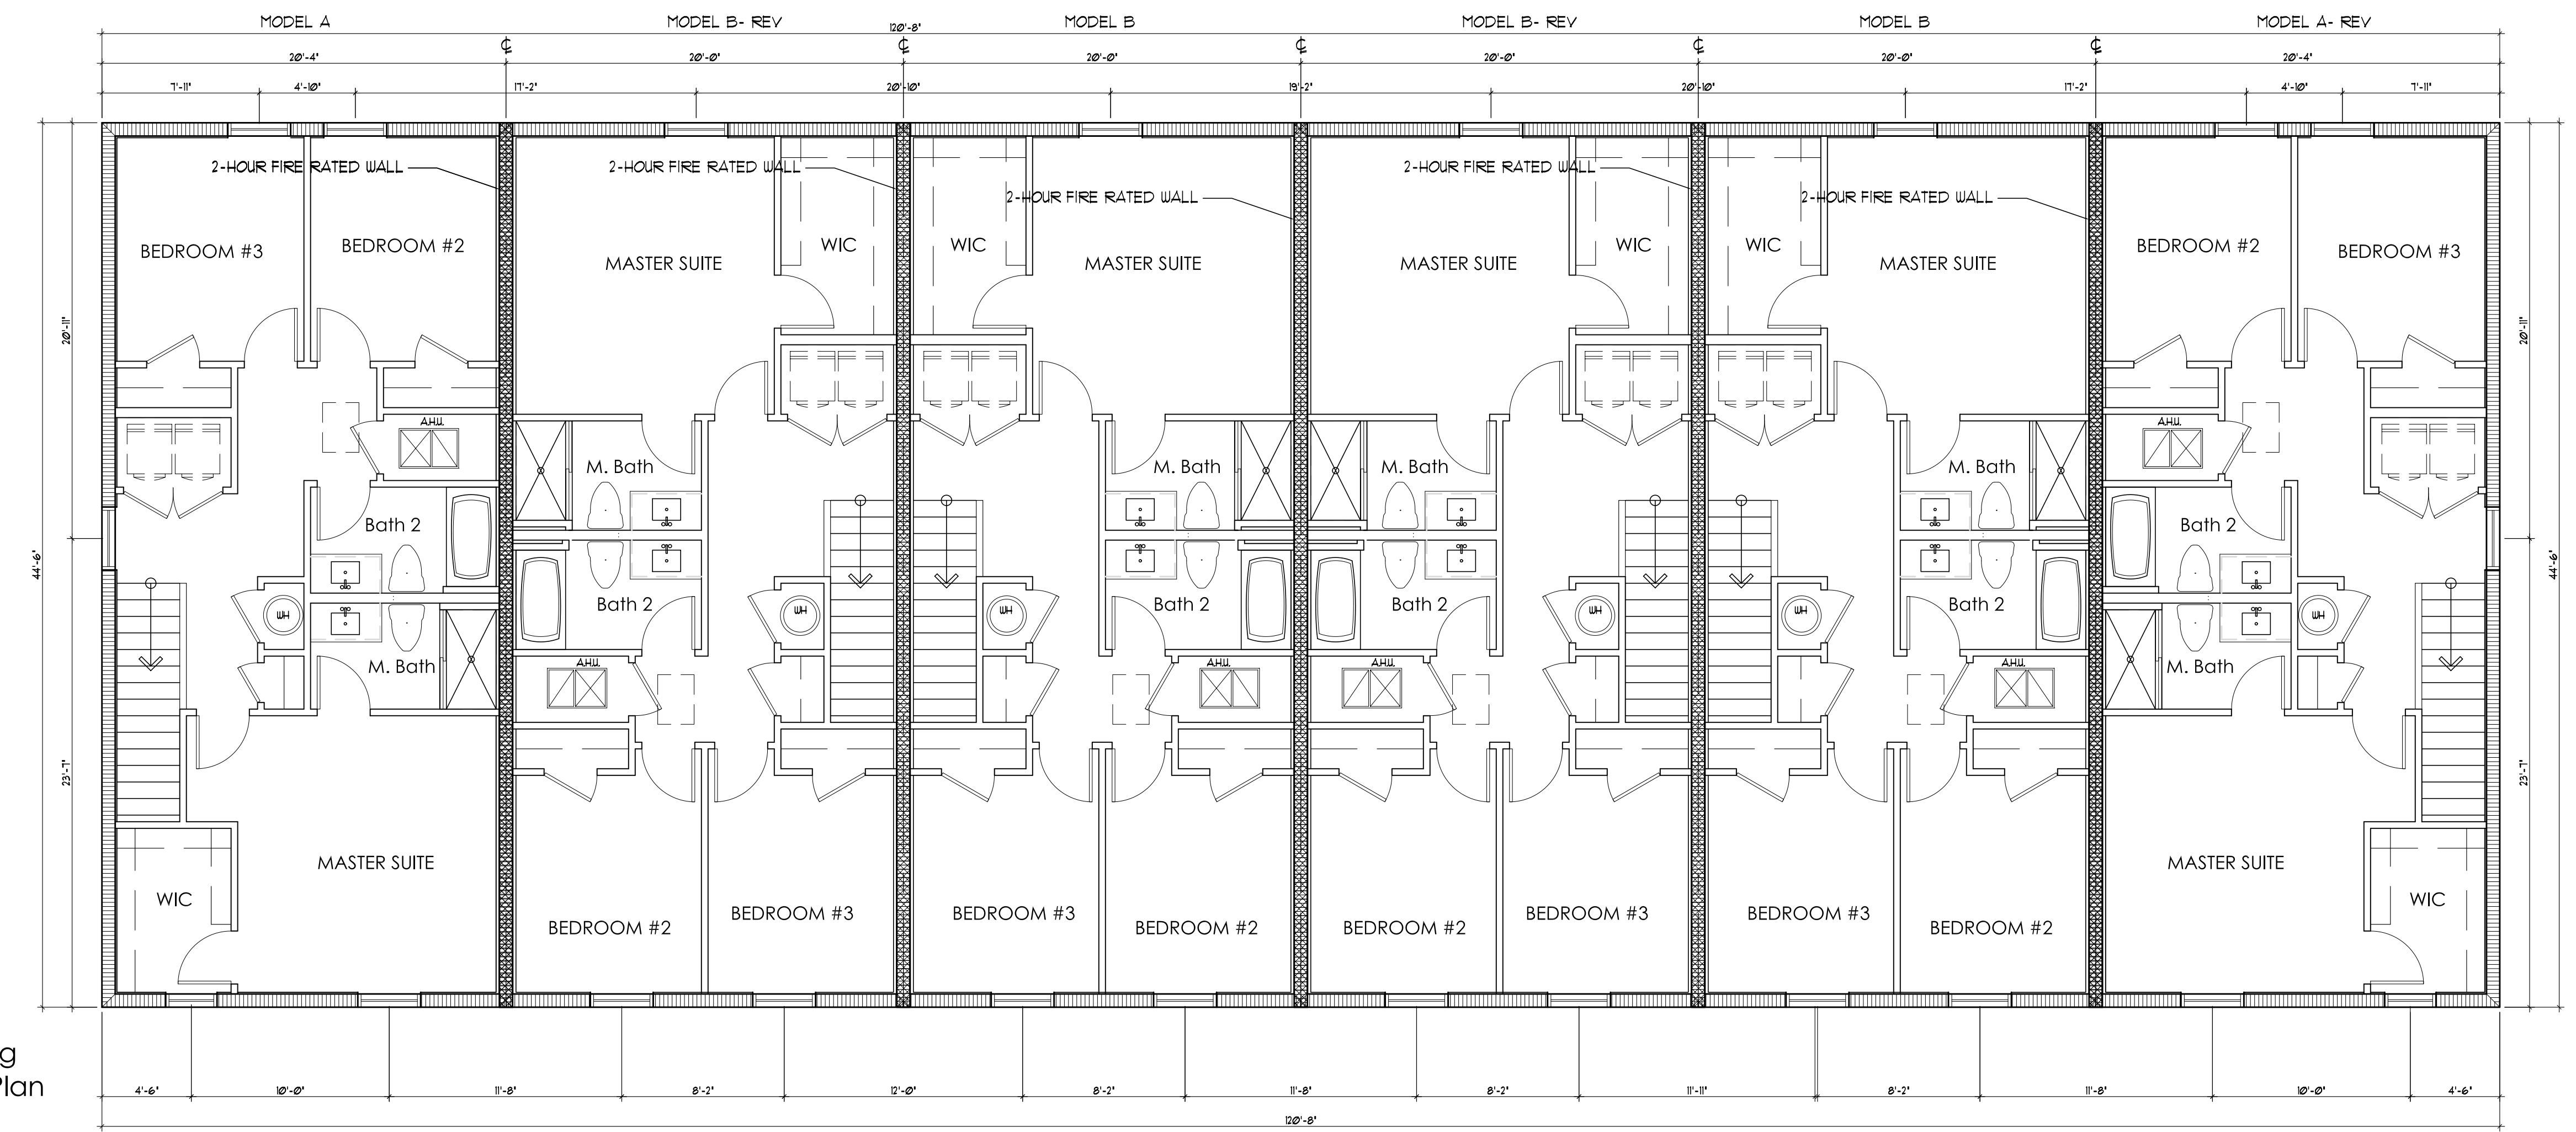 MODEL A
MODEL B- REV
MODEL B
MODEL B- REV
MODEL B
MODEL A- REV
120'-8"
20'-4"
20'-0"
20'-0"
20'-0"
20'-0"
20'-4"
7'-11"
4'-10"
17'-2"
20'-10"
19'-2"
20'-10"
17'-2"
4'-10"
7'-11"
2-HOUR FIRE RATED WALL
2-HOUR FIRE RATED WALL
2-HOUR FIRE RATED WALL
2-HOUR FIRE RATED WALL
2-HOUR FIRE RATED WALL
BEDROOM #3
BEDROOM #2
MASTER SUITE
WIC
WIC
MASTER SUITE
MASTER SUITE
WIC
WIC
MASTER SUITE
BEDROOM #2
BEDROOM #3
20'-11"
20'-11"
A.H.U.
A.H.U.
M. Bath
M. Bath
M. Bath
M. Bath
Bath 2
Bath 2
44'-6"
44'-6"
WH
Bath 2
WH
WH
Bath 2
Bath 2
WH
WH
Bath 2
WH
M. Bath
M. Bath
A.H.U.
A.H.U.
A.H.U.
A.H.U.
23'-7"
23'-7"
MASTER SUITE
MASTER SUITE
WIC
WIC
BEDROOM #2
BEDROOM #3
BEDROOM #3
BEDROOM #2
BEDROOM #2
BEDROOM #3
BEDROOM #3
BEDROOM #2
g
Plan
4'-6"
10'-0"
11'-8"
8'-2"
12'-0"
8'-2"
11'-8"
8'-2"
11'-11"
8'-2"
11'-8"
10'-0"
4'-6"
120'-8"